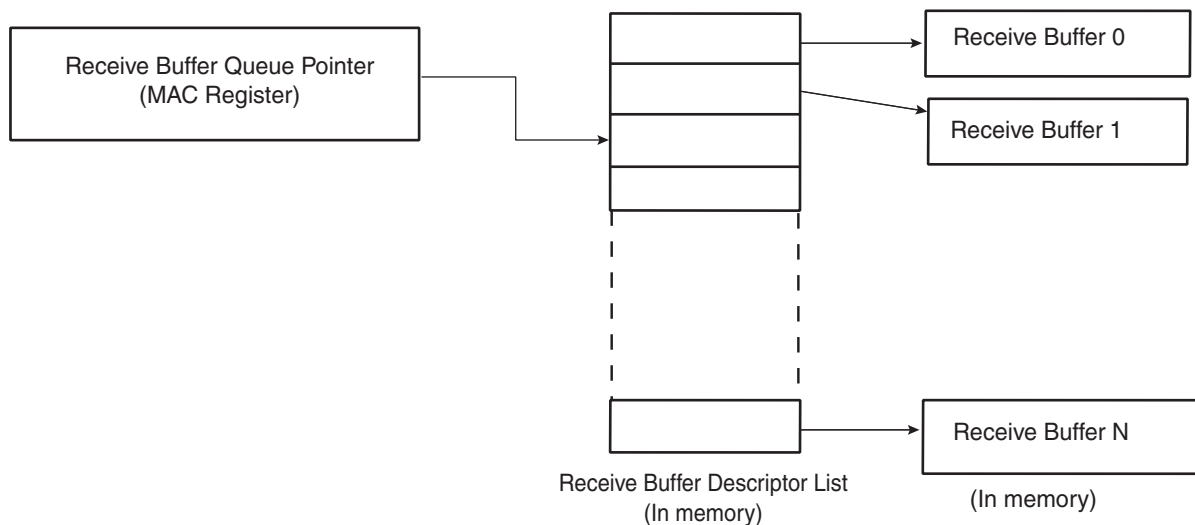 Receive Buffer Queue Pointer
(MAC Register)
Receive Buffer 0
Receive Buffer 1
Receive Buffer N
Receive Buffer Descriptor List
(In memory)
(In memory)